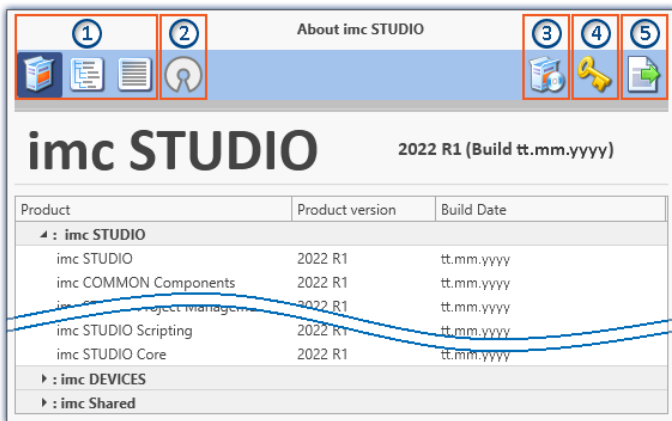 1 2 About imc STUDIO 3 4 5
imc STUDIO 2022 R1 (Build tt.mm.yyyy)
Product Product version Build Date
: imc STUDIO
imc STUDIO 2022 R1 tt.mm.yyyy
imc COMMON Components 2022 R1 tt.mm.yyyy
imc Project 2022 R1 tt.mm.yyyy
imc STUDIO Scripting 2022 R1 tt.mm.yyyy
imc STUDIO Core 2022 R1 tt.mm.yyyy
: imc DEVICES
: imc Shared